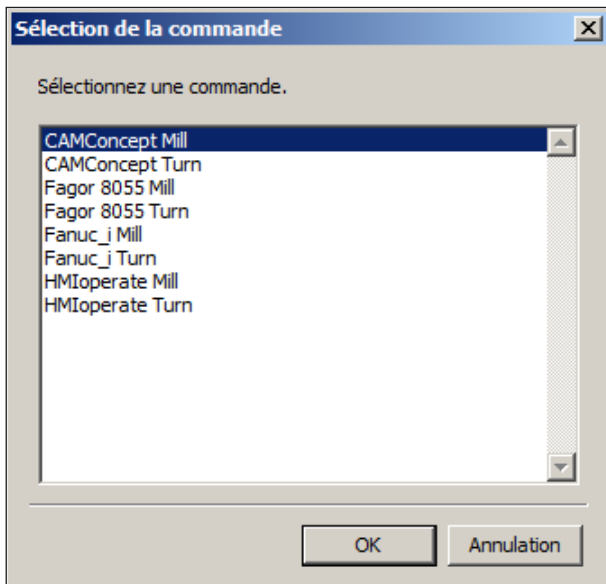 Sélection de la commande
Sélectionnez une commande.
CAMConcept Mill
CAMConcept Turn
Fagor 8055 Mill
Fagor 8055 Turn
Fanuc_i Mill
Fanuc_i Turn
HMIoperate Mill
HMIoperate Turn
OK Annulation